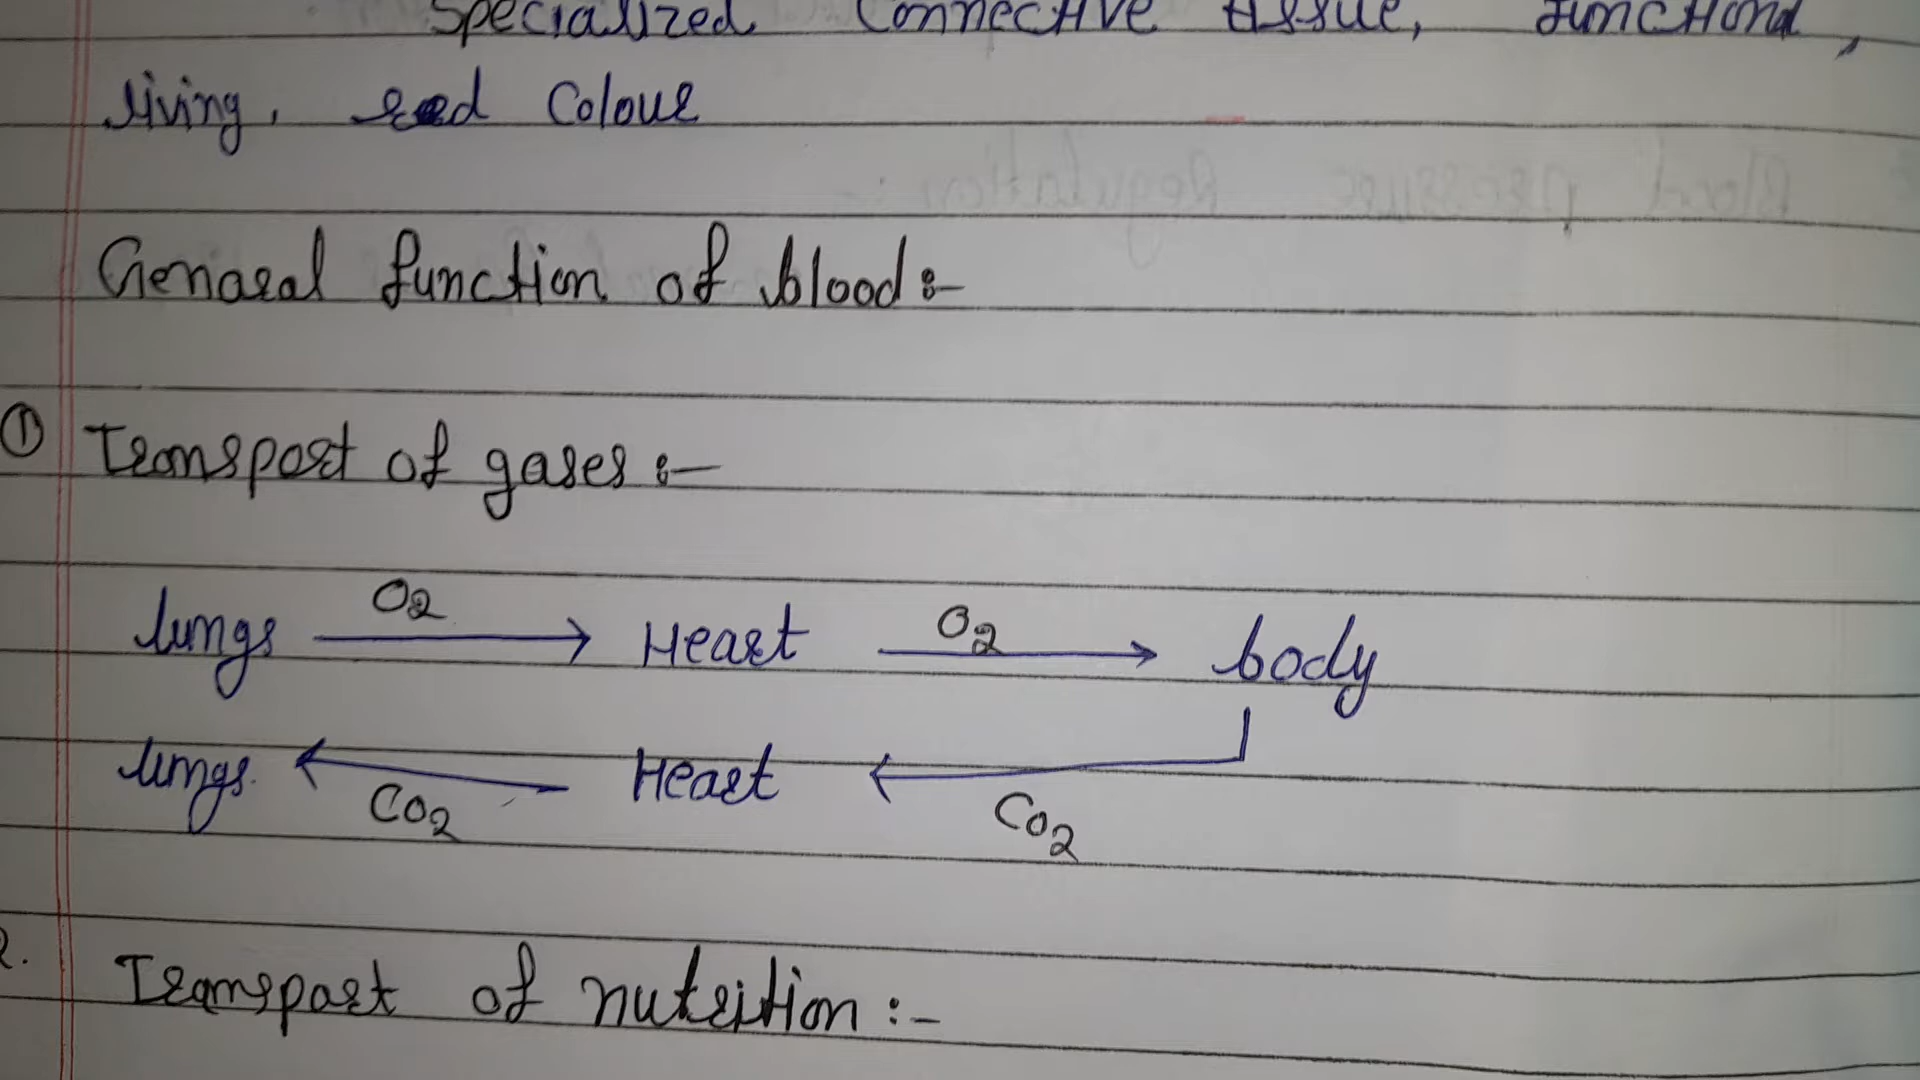 Specialized Connective tissue, functional,
living, red Colour
Genaral function of blood:-
① Transport of gases:-
lungs O2 → Heart O2 → body
lungs ← CO2 Heart ← CO2
2. Transport of nutrition:-